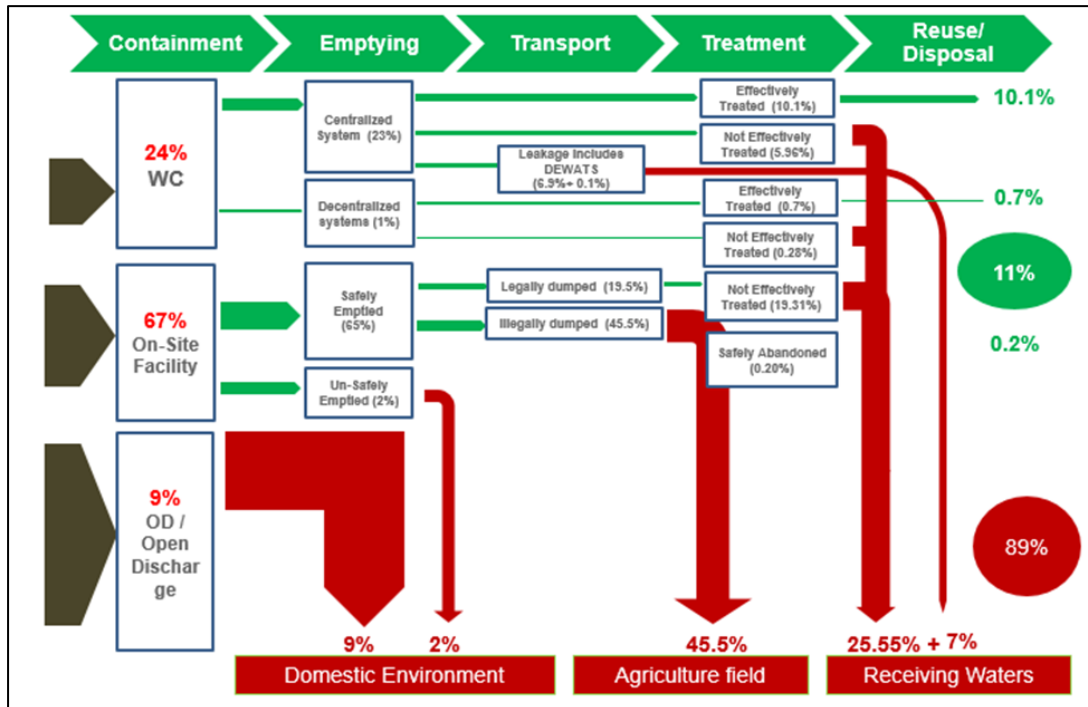 Containment
Emptying
Transport
Treatment
Reuse/
Disposal
24%
WC
Centralized
System (23%)
Effectively
Treated (10.1%)
10.1%
Not Effectively
Treated (5.96%)
Leakage Includes
DEWATS
(6.9%+ 0.1%)
Decentralized
systems (1%)
Effectively
Treated (0.7%)
0.7%
Not Effectively
Treated (0.28%)
11%
67%
On-Site
Facility
Safely
Emptied
(65%)
Legally dumped (19.5%)
Not Effectively
Treated (19.31%)
Illegally dumped (45.5%)
Safely Abandoned
(0.20%)
0.2%
Un-Safely
Emptied (2%)
9%
OD /
Open
Dischar
ge
89%
9%
2%
45.5%
25.55% + 7%
Domestic Environment
Agriculture field
Receiving Waters